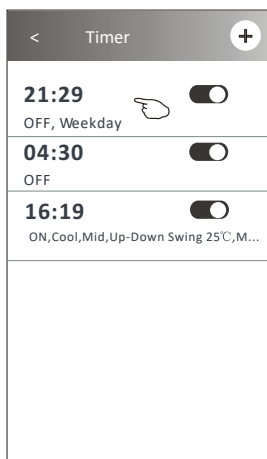 < Timer +
21:29
OFF, Weekday
04:30
OFF
16:19
ON,Cool,Mid,Up-Down Swing 25℃,M...